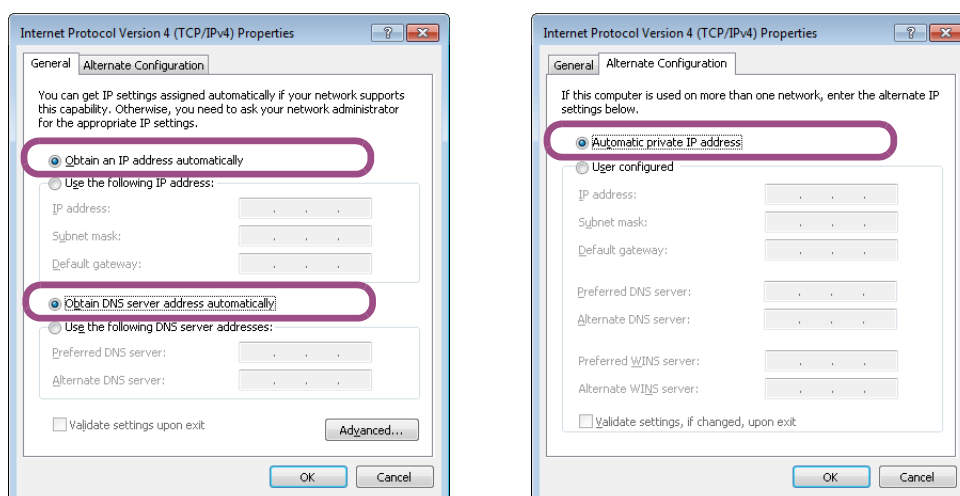 Internet Protocol Version 4 (TCP/IPv4) Properties
General
Alternate Configuration
You can get IP settings assigned automatically if your network supports
this capability. Otherwise, you need to ask your network administrator
for the appropriate IP settings.
Obtain an IP address automatically
Use the following IP address:
IP address:
Subnet mask:
Default gateway:
Obtain DNS server address automatically
Use the following DNS server addresses:
Preferred DNS server:
Alternate DNS server:
Validate settings upon exit
Advanced...
OK
Cancel
Internet Protocol Version 4 (TCP/IPv4) Properties
General
Alternate Configuration
If this computer is used on more than one network, enter the alternate IP
settings below.
Automatic private IP address
User configured
IP address:
Subnet mask:
Default gateway:
Preferred DNS server:
Alternate DNS server:
Preferred WINS server:
Alternate WINS server:
Validate settings, if changed, upon exit
OK
Cancel